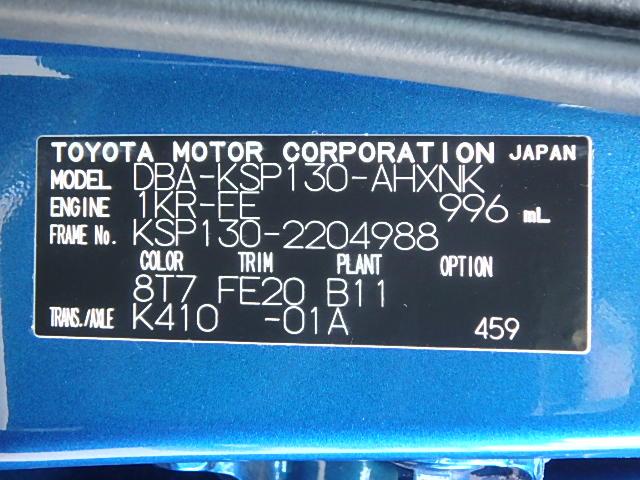 TOYOTA MOTOR CORPORATION JAPAN
MODEL DBA-KSP130-AHXNK
ENGINE 1KR-FE 996 mL
FRAME No. KSP130-2204988
COLOR TRIM PLANT OPTION
8T7 FE20 B11
TRANS./AXLE K410 -01A 459